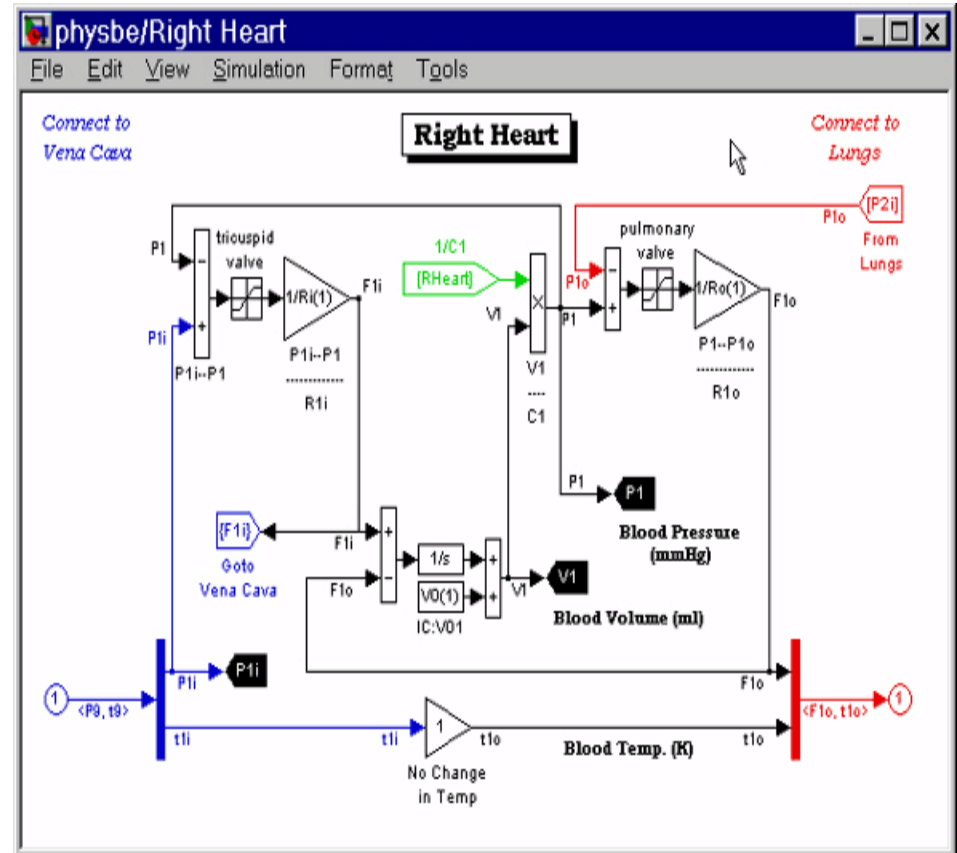 physbe/Right Heart
File Edit View Simulation Format Tools
Connect to
Vena Cava
Right Heart
Connect to
Lungs
[P2i]
P1o
From
Lungs
P1
tricuspid
valve
1/Ri(1)
F1i
P1i
P1i--P1
P1i--P1
---------------
R1i
1/C1
[RHeart]
V1
X
V1
----
C1
P1
P1o
pulmonary
valve
1/Ro(1)
F1o
P1--P1o
---------------
R1o
P1
P1
Blood Pressure
(mmHg)
{F1i}
Goto
Vena Cava
F1i
F1o
1/s
V0(1)
IC:V01
V1
V1
Blood Volume (ml)
1
<P9, t9>
P1i
P1i
t1i
t1i
1
t1o
No Change
in Temp
Blood Temp. (K)
F1o
t1o
<F1o, t1o>
1